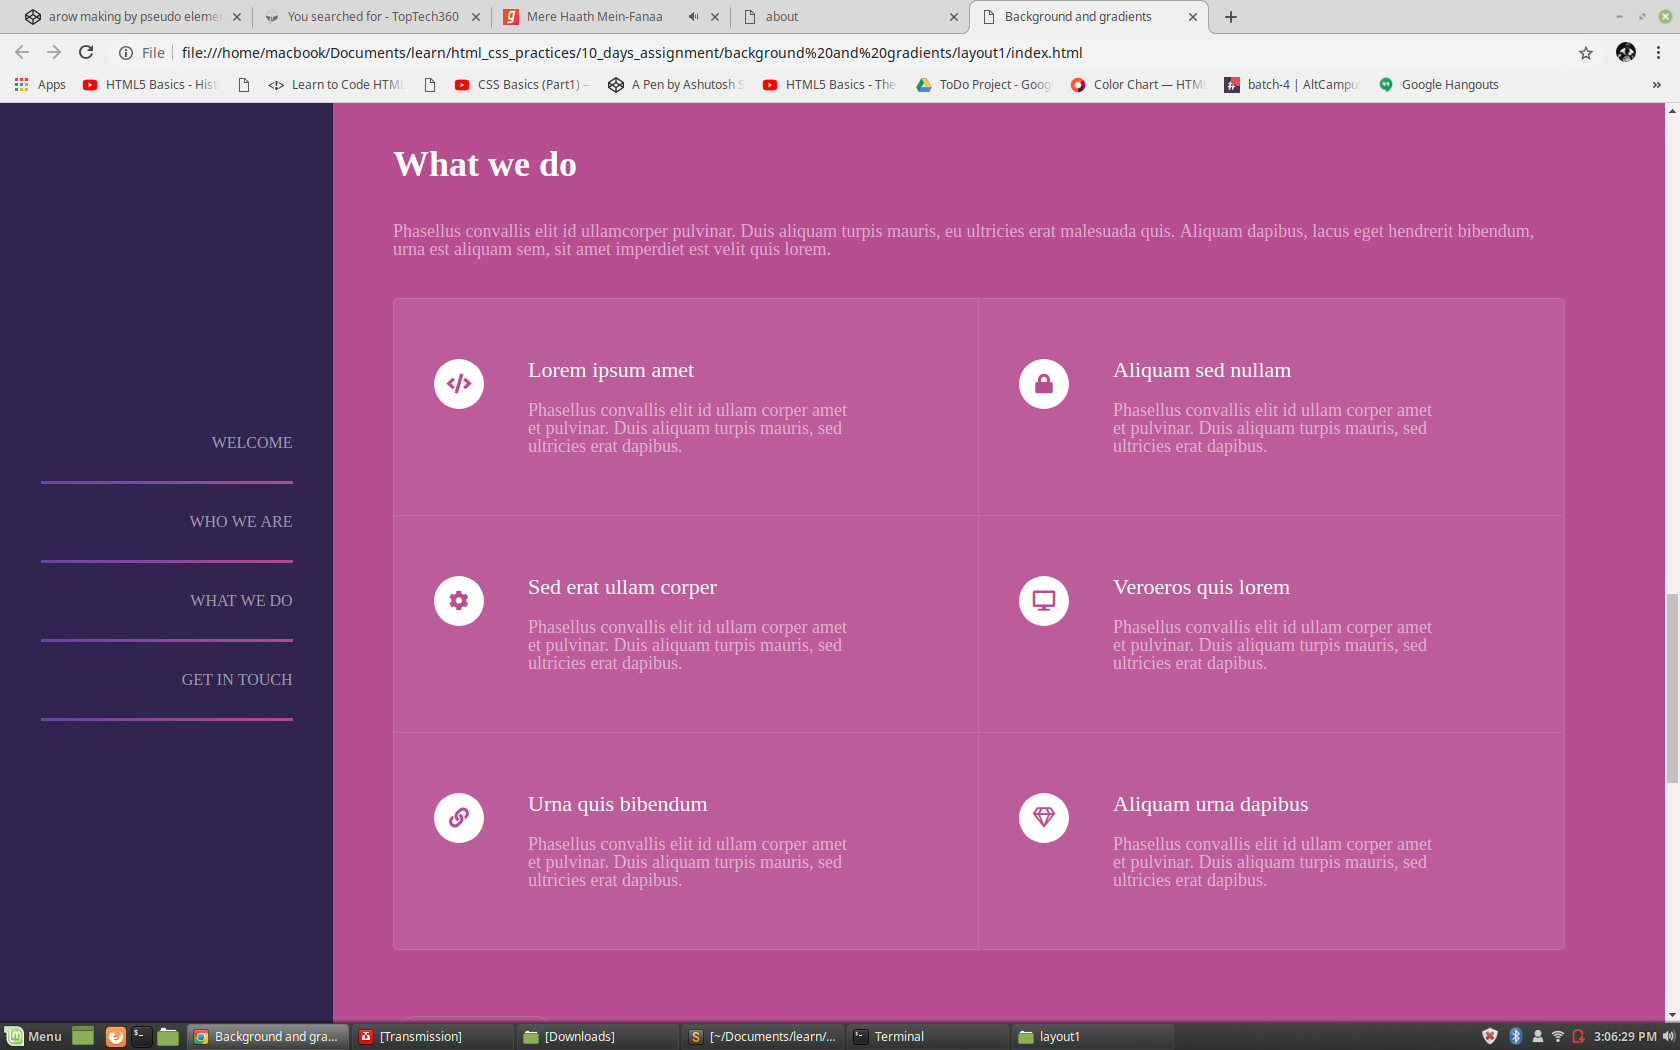 arow making by pseudo eleme
You searched for - TopTech360
Mere Haath Mein-Fanaa
about
Background and gradients
File
file:///home/macbook/Documents/learn/html_css_practices/10_days_assignment/background%20and%20gradients/layout1/index.html
Apps
HTML5 Basics - Hist
Learn to Code HTML
CSS Basics (Part1) –
A Pen by Ashutosh S
HTML5 Basics - The
ToDo Project - Goog
Color Chart — HTML
batch-4 | AltCampus
Google Hangouts
»
WELCOME
WHO WE ARE
WHAT WE DO
GET IN TOUCH
What we do
Phasellus convallis elit id ullamcorper pulvinar. Duis aliquam turpis mauris, eu ultricies erat malesuada quis. Aliquam dapibus, lacus eget hendrerit bibendum,
urna est aliquam sem, sit amet imperdiet est velit quis lorem.
Lorem ipsum amet
Phasellus convallis elit id ullam corper amet
et pulvinar. Duis aliquam turpis mauris, sed
ultricies erat dapibus.
Aliquam sed nullam
Phasellus convallis elit id ullam corper amet
et pulvinar. Duis aliquam turpis mauris, sed
ultricies erat dapibus.
Sed erat ullam corper
Phasellus convallis elit id ullam corper amet
et pulvinar. Duis aliquam turpis mauris, sed
ultricies erat dapibus.
Veroeros quis lorem
Phasellus convallis elit id ullam corper amet
et pulvinar. Duis aliquam turpis mauris, sed
ultricies erat dapibus.
Urna quis bibendum
Phasellus convallis elit id ullam corper amet
et pulvinar. Duis aliquam turpis mauris, sed
ultricies erat dapibus.
Aliquam urna dapibus
Phasellus convallis elit id ullam corper amet
et pulvinar. Duis aliquam turpis mauris, sed
ultricies erat dapibus.
Menu
Background and gra...
[Transmission]
[Downloads]
[~/Documents/learn/...
Terminal
layout1
3:06:29 PM